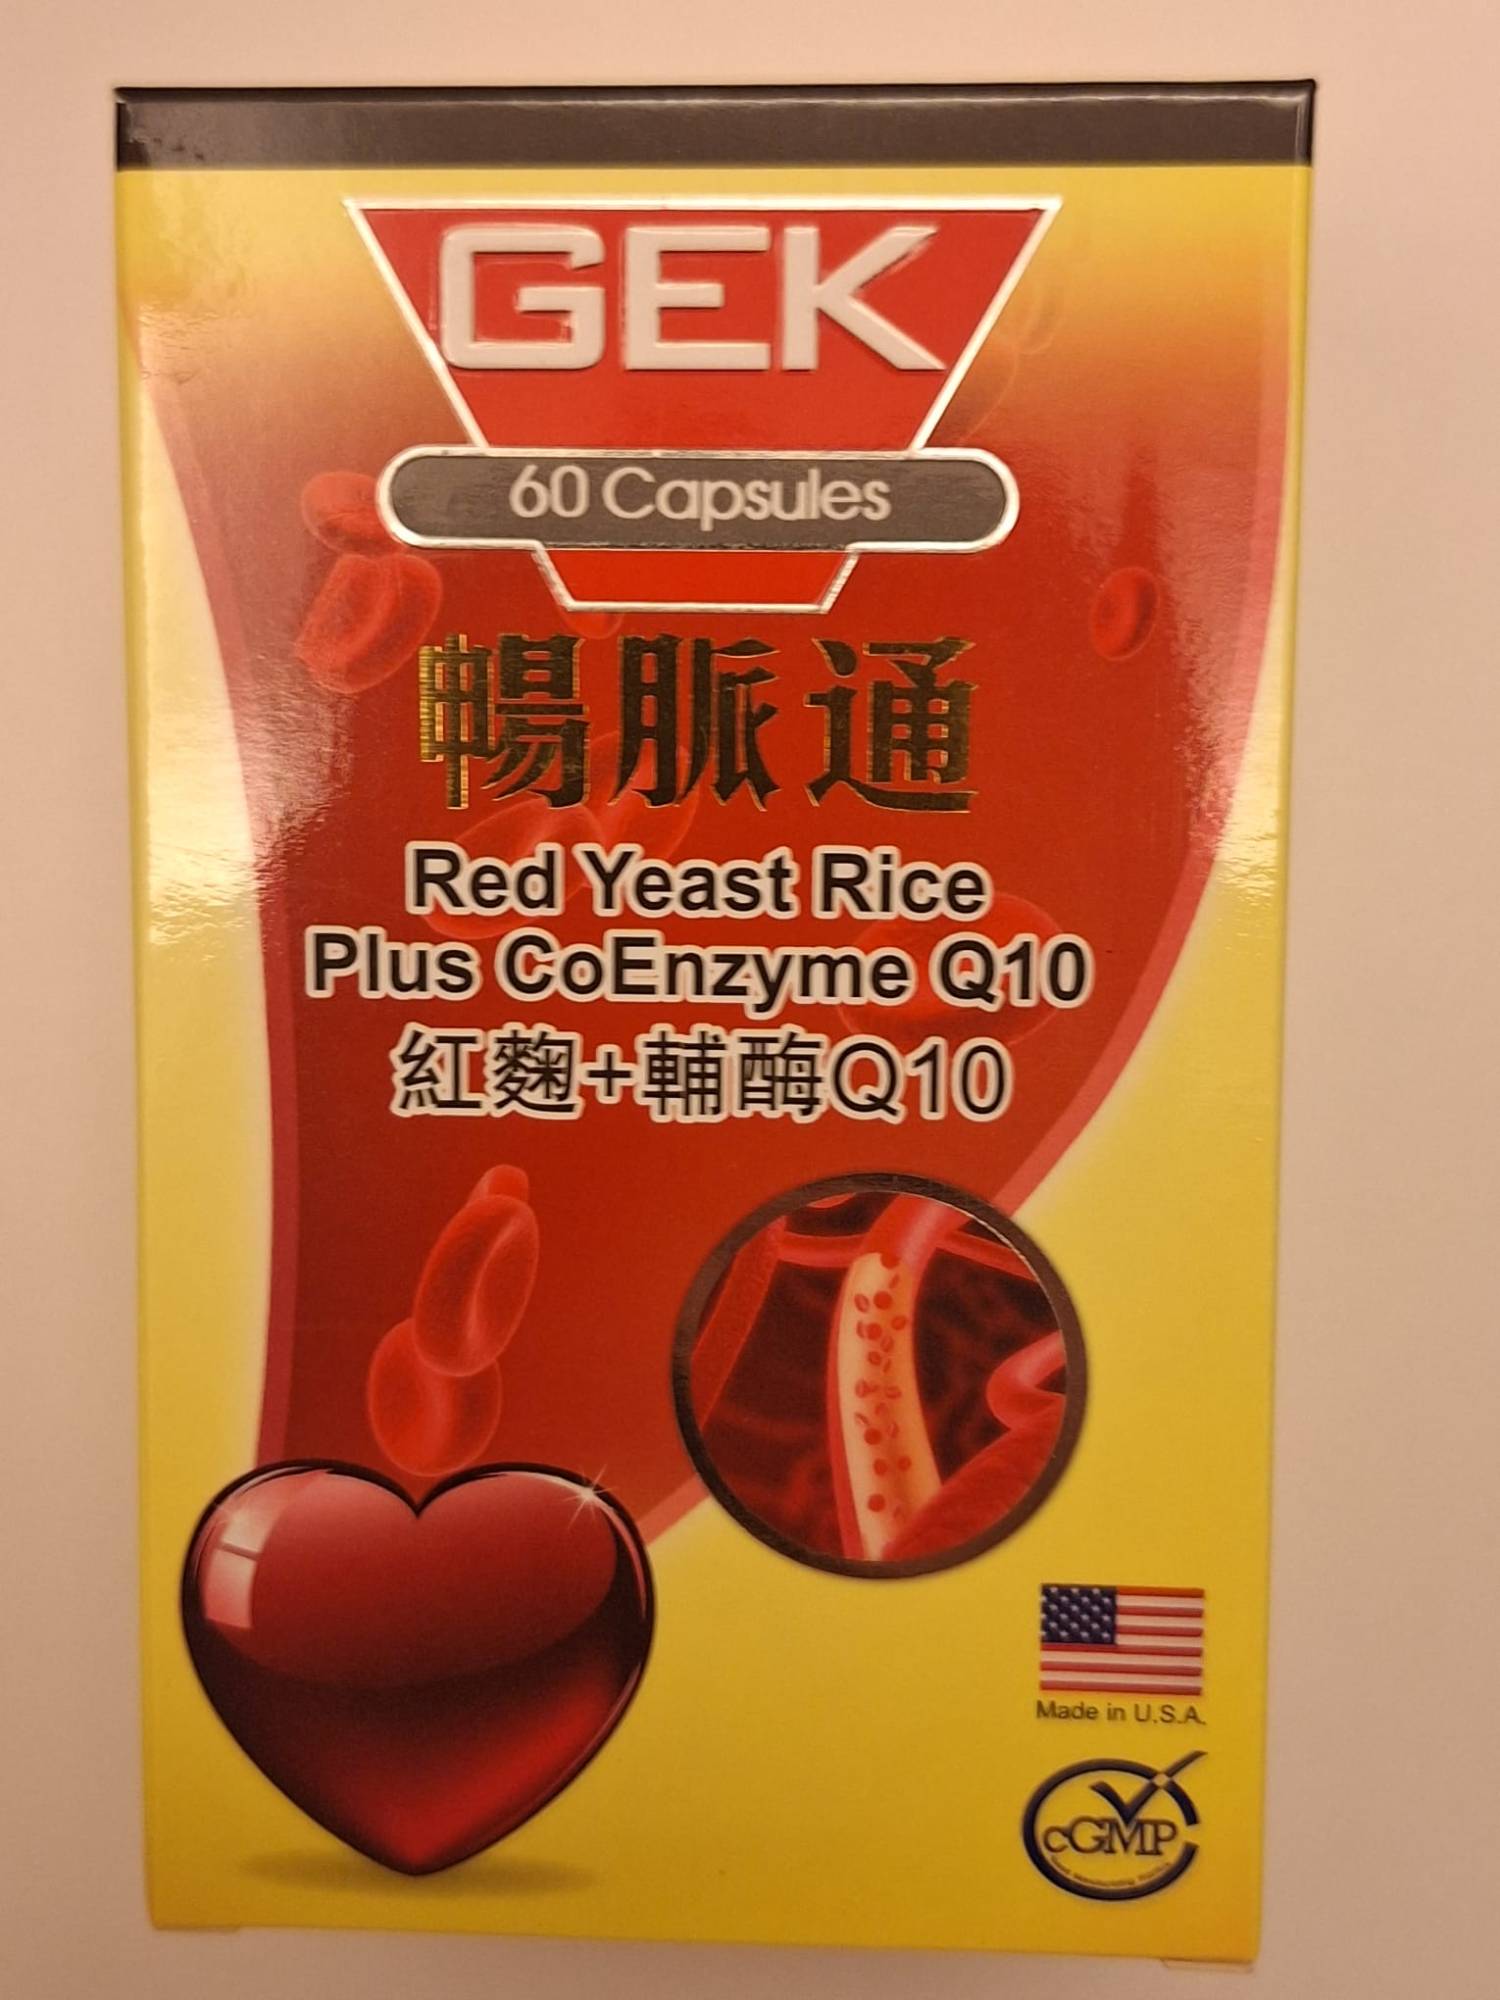 GEK
60 Capsules
暢脈通
Red Yeast Rice
Plus CoEnzyme Q10
紅麴+輔酶Q10
Made in U.S.A.
cGMP